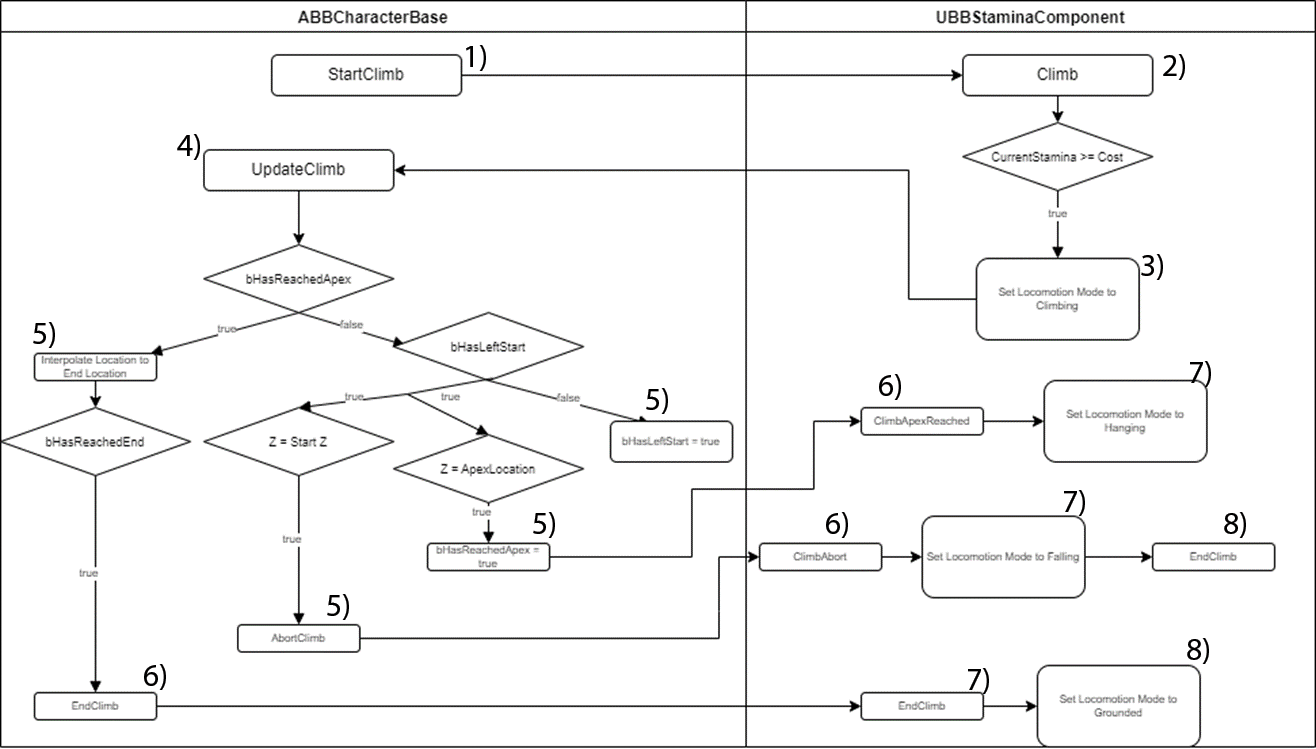 ABBCharacterBase
UBBStaminaComponent
StartClimb
1)
Climb
2)
CurrentStamina >= Cost
true
3)
Set Locomotion Mode to
Climbing
4)
UpdateClimb
bHasReachedApex
true
false
5)
Interpolate Location to
End Location
bHasLeftStart
true
true
false
5)
bHasLeftStart = true
bHasReachedEnd
Z = Start Z
Z = ApexLocation
true
true
true
5)
bHasReachedApex =
true
6)
ClimbApexReached
7)
Set Locomotion Mode to
Hanging
6)
ClimbAbort
7)
Set Locomotion Mode to Falling
8)
EndClimb
5)
AbortClimb
6)
EndClimb
7)
EndClimb
8)
Set Locomotion Mode to
Grounded